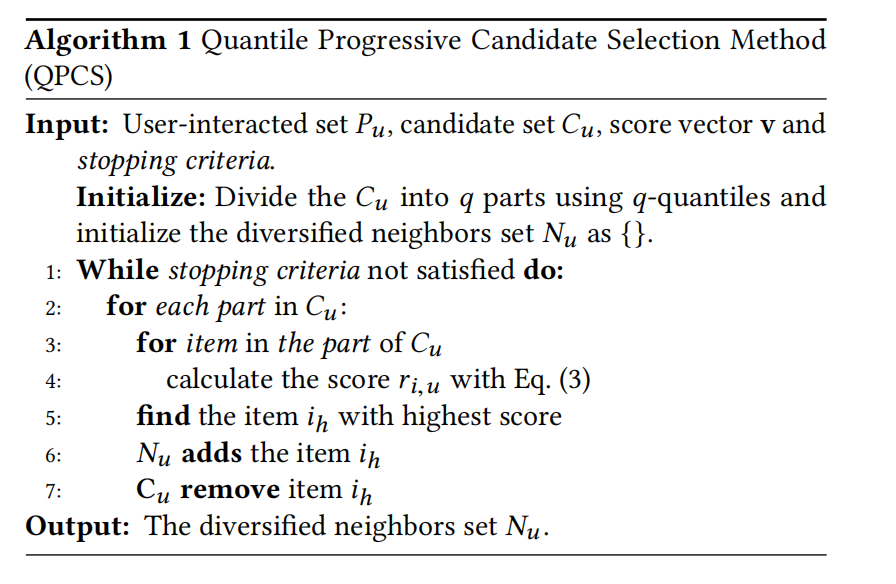 Algorithm 1 Quantile Progressive Candidate Selection Method
(QPCS)
Input: User-interacted set P_u, candidate set C_u, score vector v and
stopping criteria.
Initialize: Divide the C_u into q parts using q-quantiles and
initialize the diversified neighbors set N_u as {}.
1: While stopping criteria not satisfied do:
2: for each part in C_u:
3: for item in the part of C_u
4: calculate the score r_{i,u} with Eq. (3)
5: find the item i_h with highest score
6: N_u adds the item i_h
7: C_u remove item i_h
Output: The diversified neighbors set N_u.